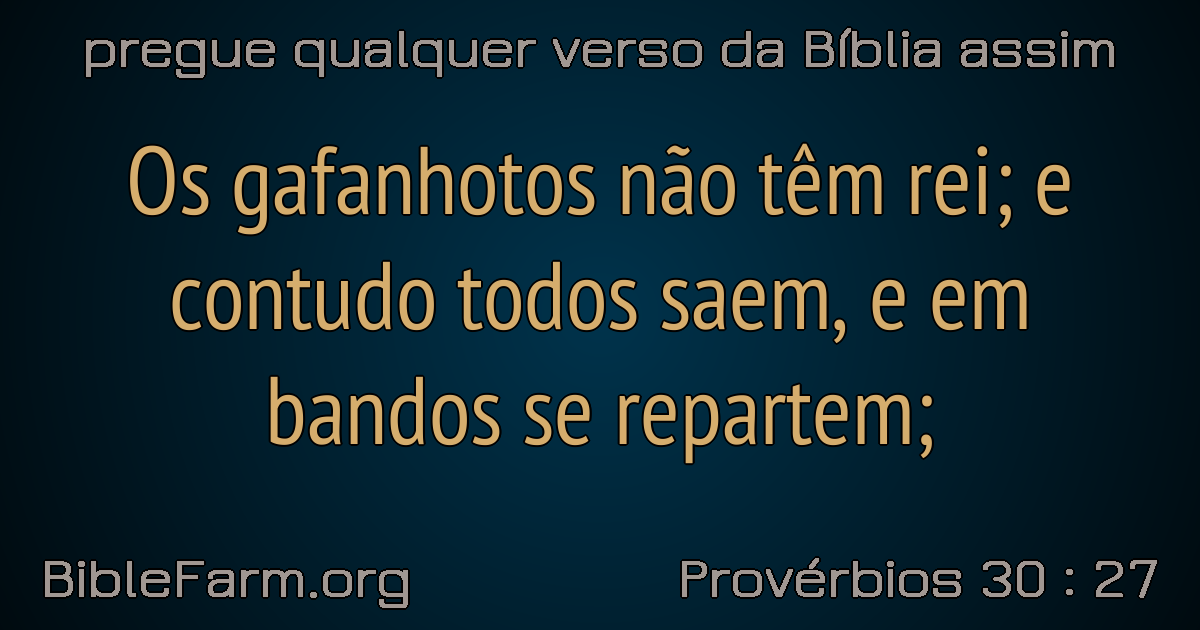 pregue qualquer verso da Bíblia assim
Os gafanhotos não têm rei; e
contudo todos saem, e em
bandos se repartem;
BibleFarm.org
Provérbios 30 : 27